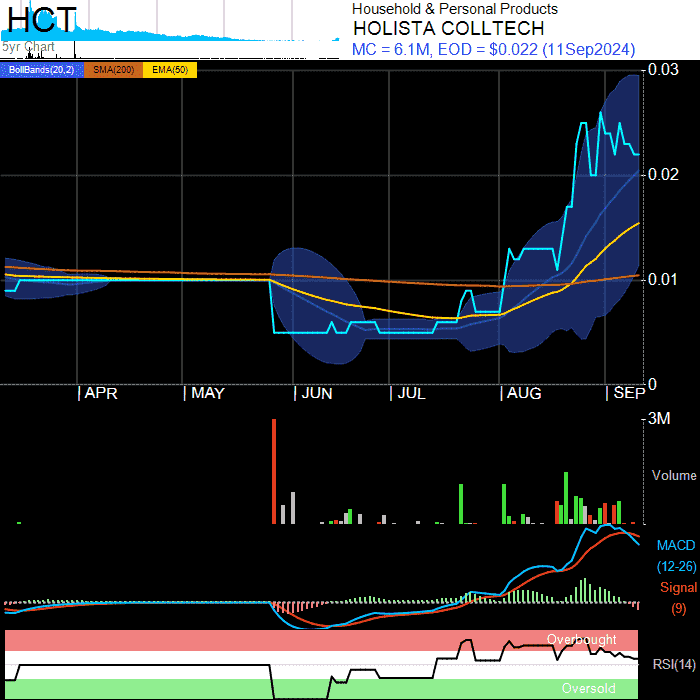 HCT
5yr Chart
Household & Personal Products
HOLISTA COLLTECH
MC = 6.1M, EOD = $0.022 (11Sep2024)
BollBands(20,2) SMA(200) EMA(50)
0.03
0.02
0.01
0
APR MAY JUN JUL AUG SEP
3M
Volume
MACD
(12-26)
Signal
(9)
Overbought
RSI(14)
Oversold